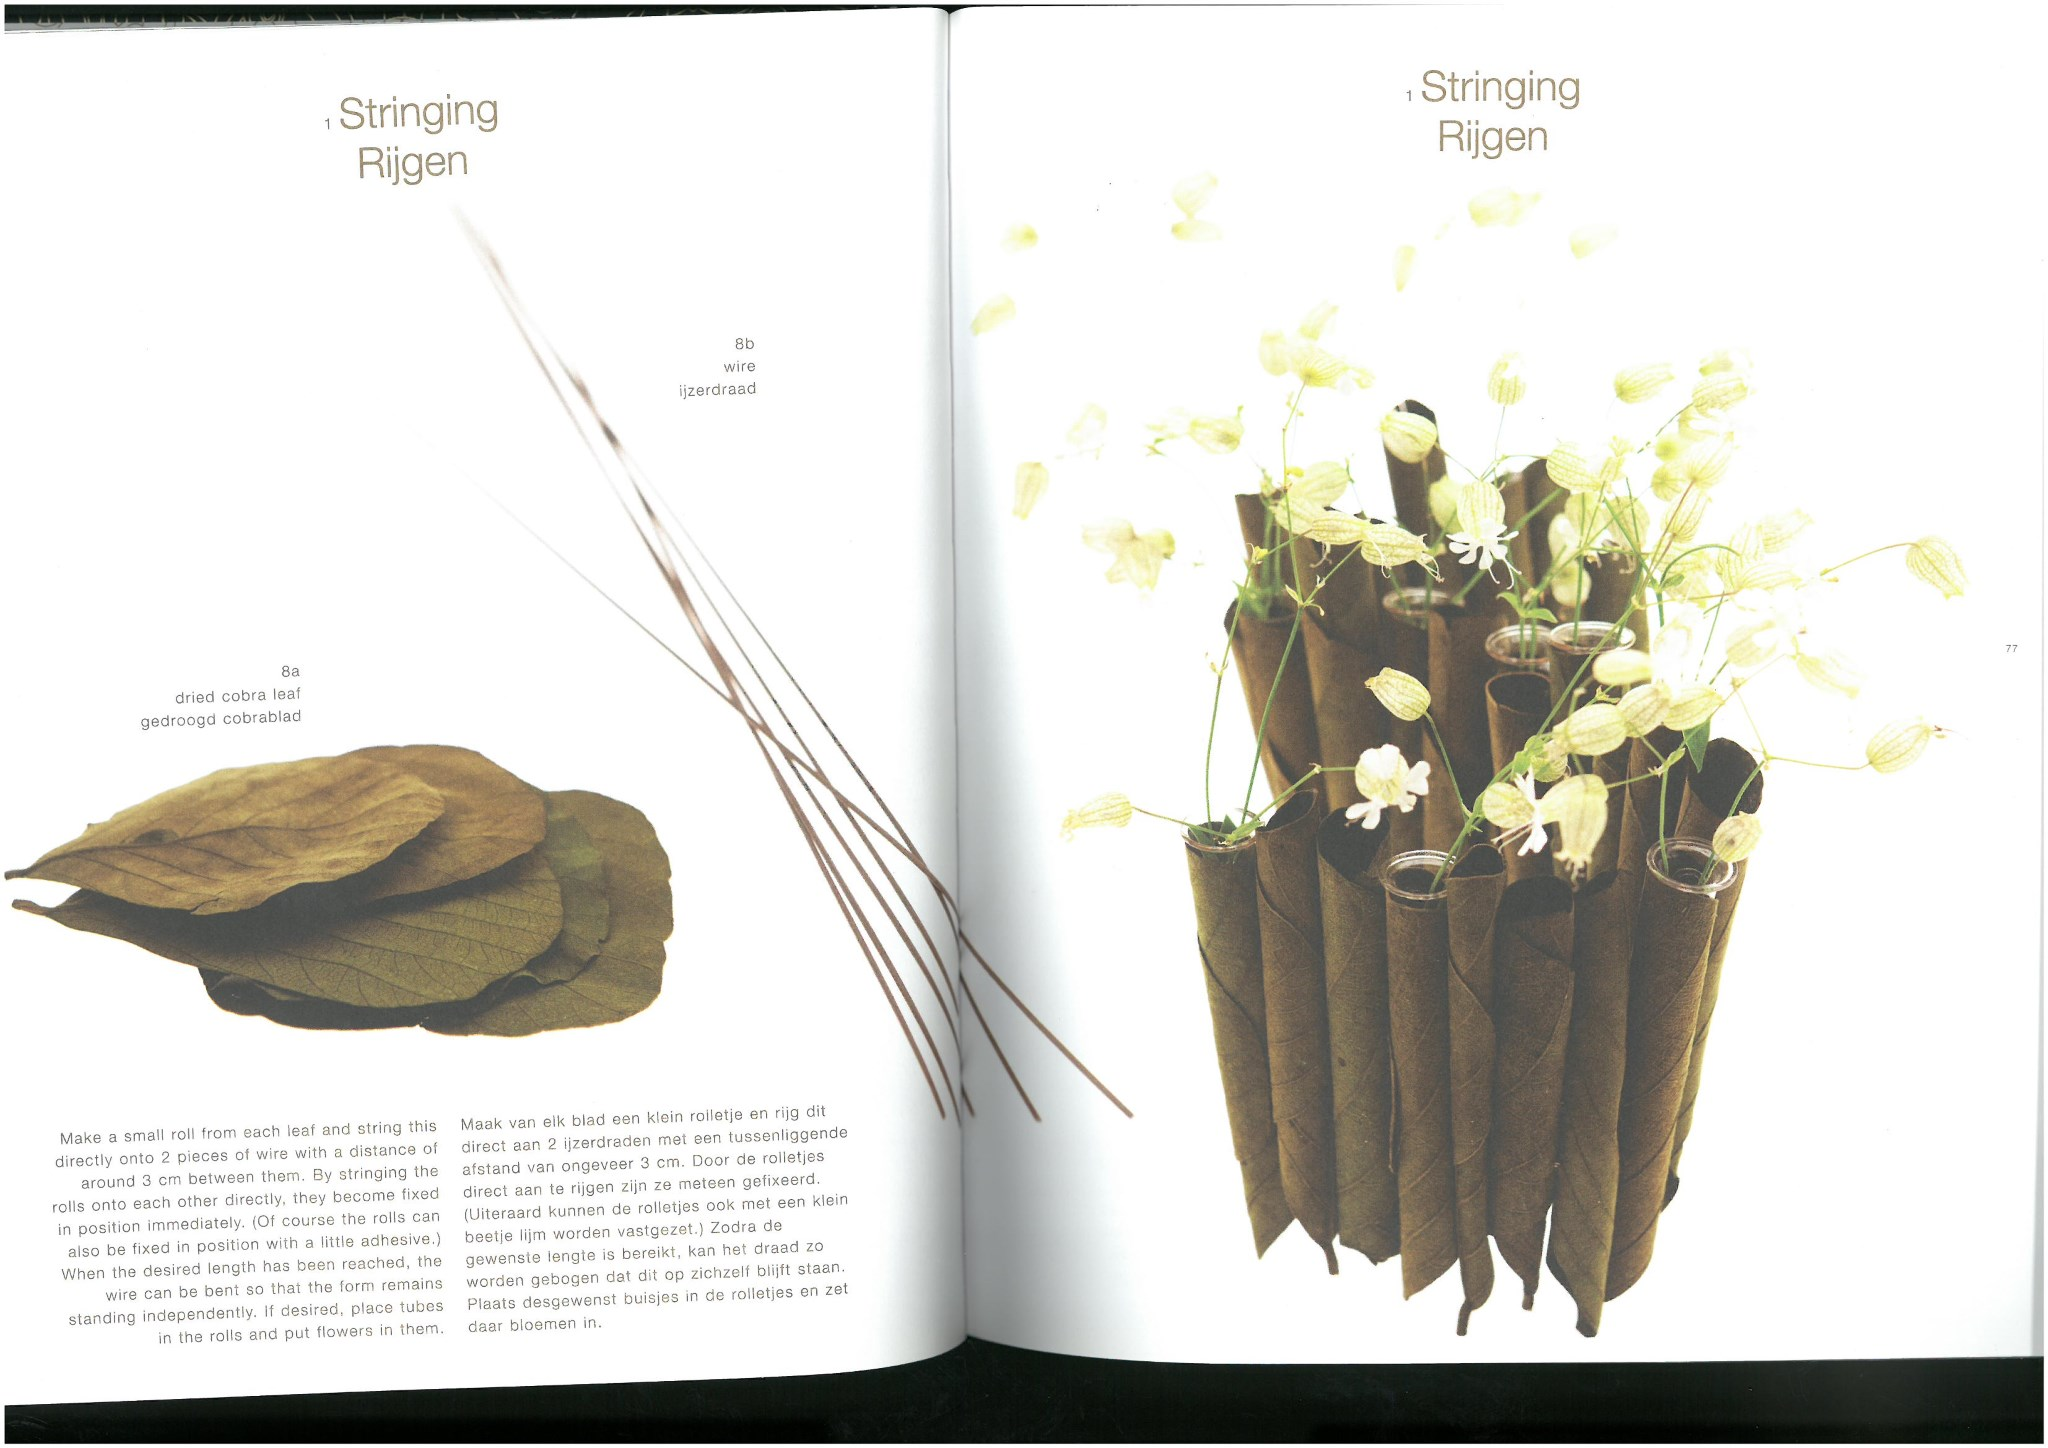 1 Stringing
Rijgen
8b
wire
ijzerdraad
8a
dried cobra leaf
gedroogd cobrablad
Make a small roll from each leaf and string this
directly onto 2 pieces of wire with a distance of
around 3 cm between them. By stringing the
rolls onto each other directly, they become fixed
in position immediately. (Of course the rolls can
also be fixed in position with a little adhesive.)
When the desired length has been reached, the
wire can be bent so that the form remains
standing independently. If desired, place tubes
in the rolls and put flowers in them.
Maak van elk blad een klein rolletje en rijg dit
direct aan 2 ijzerdraden met een tussenliggende
afstand van ongeveer 3 cm. Door de rolletjes
direct aan te rijgen zijn ze meteen gefixeerd.
(Uiteraard kunnen de rolletjes ook met een klein
beetje lijm worden vastgezet.) Zodra de
gewenste lengte is bereikt, kan het draad zo
worden gebogen dat dit op zichzelf blijft staan.
Plaats desgewenst buisjes in de rolletjes en zet
daar bloemen in.
1 Stringing
Rijgen
77